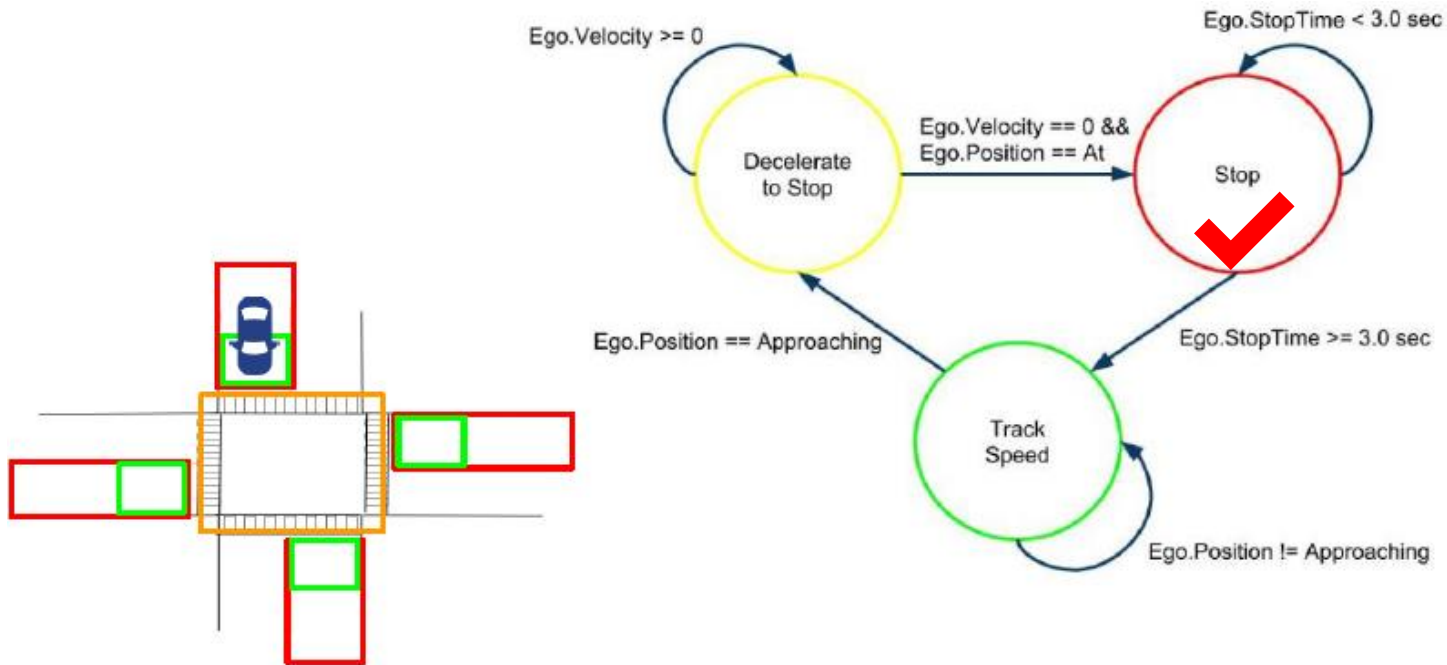 Ego.Velocity >= 0
Ego.StopTime < 3.0 sec
Decelerate
to Stop
Ego.Velocity == 0 &&
Ego.Position == At
Stop
Ego.Position == Approaching
Ego.StopTime >= 3.0 sec
Track
Speed
Ego.Position != Approaching